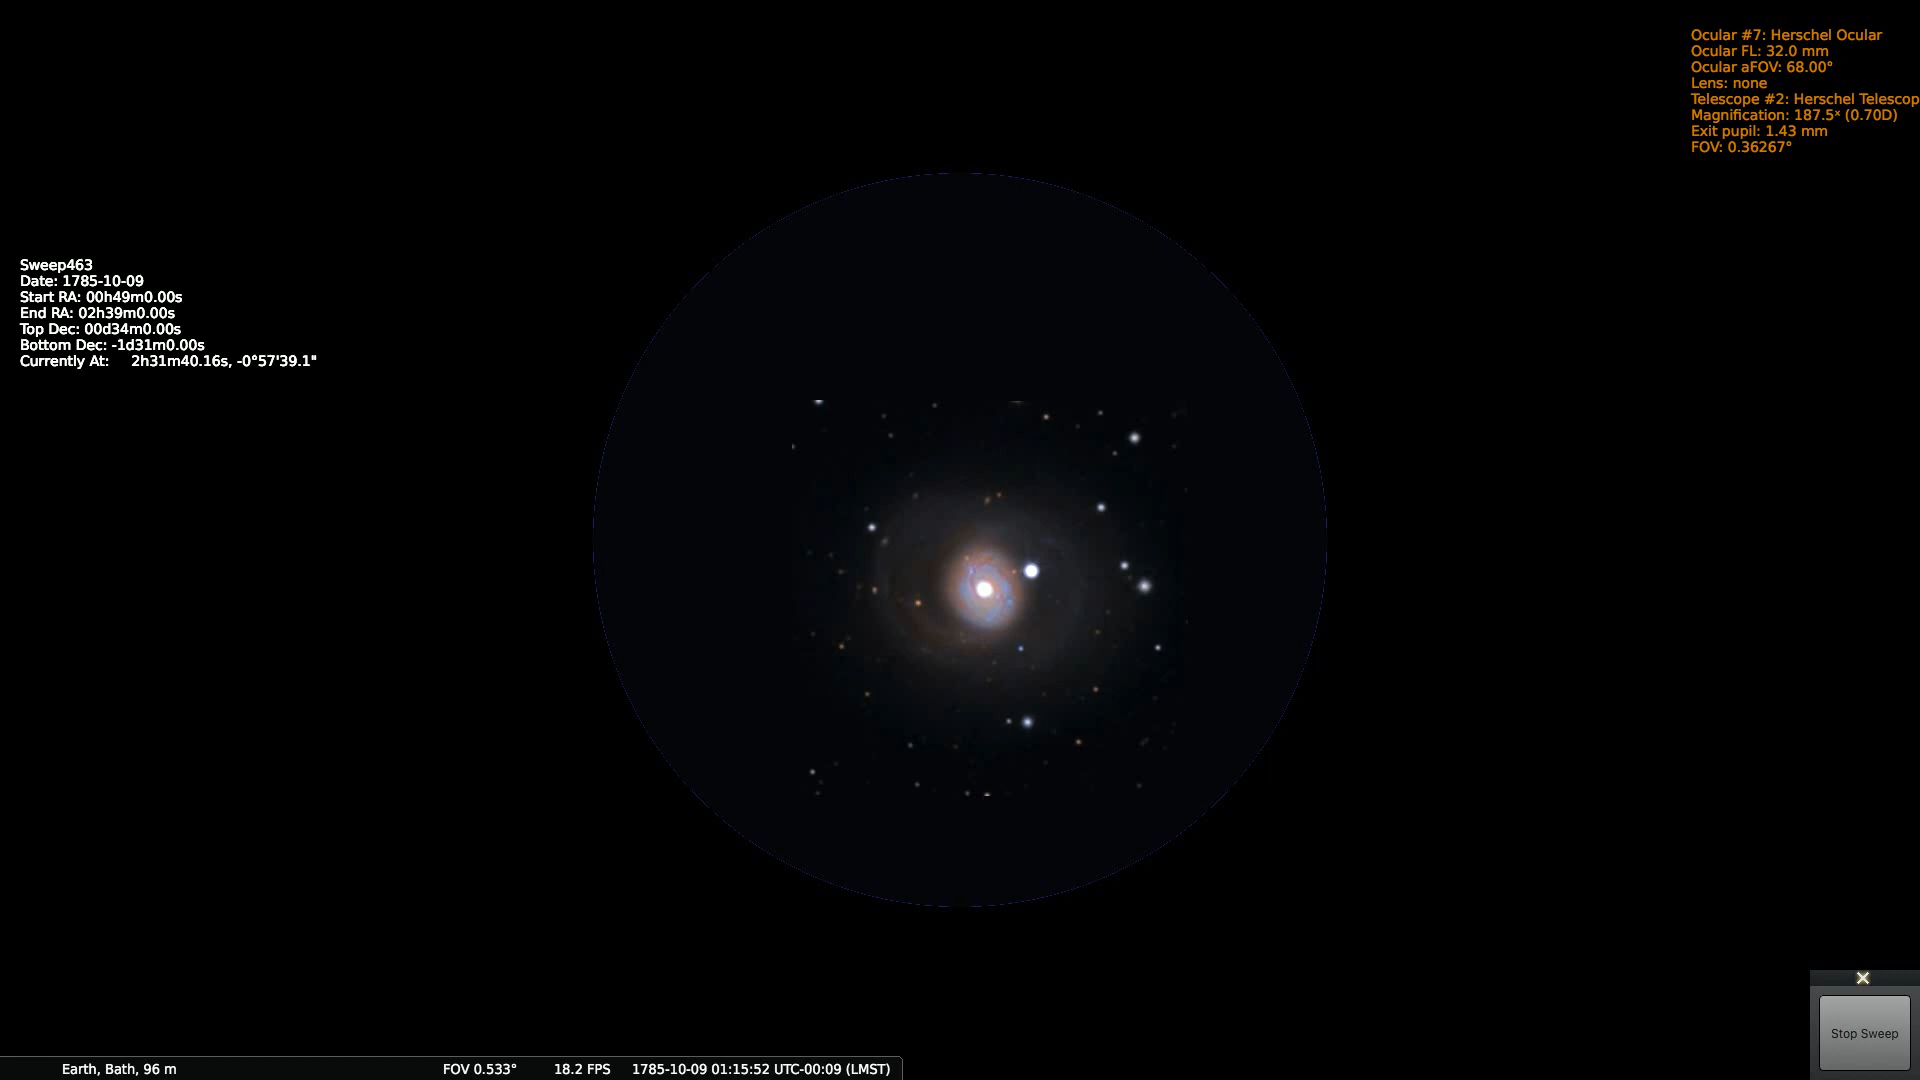 Ocular #7: Herschel Ocular
Ocular FL: 32.0 mm
Ocular aFOV: 68.00°
Lens: none
Telescope #2: Herschel Telescop
Magnification: 187.5ˣ (0.70D)
Exit pupil: 1.43 mm
FOV: 0.36267°
Sweep463
Date: 1785-10-09
Start RA: 00h49m0.00s
End RA: 02h39m0.00s
Top Dec: 00d34m0.00s
Bottom Dec: -1d31m0.00s
Currently At: 2h31m40.16s, -0°57'39.1"
Stop Sweep
Earth, Bath, 96 m FOV 0.533° 18.2 FPS 1785-10-09 01:15:52 UTC-00:09 (LMST)